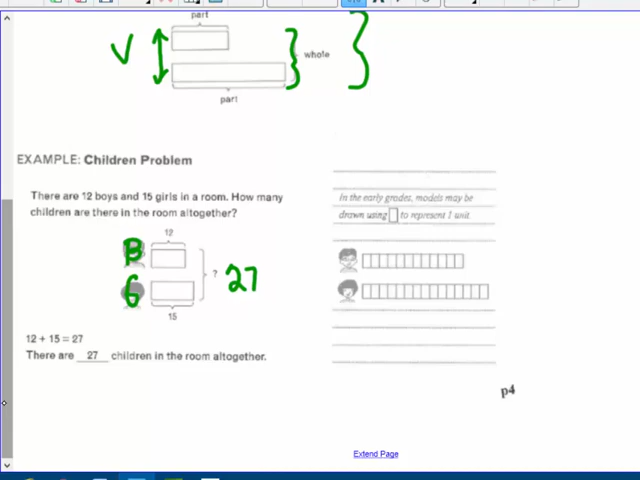 part
V
whole
part
EXAMPLE: Children Problem
There are 12 boys and 15 girls in a room. How many
children are there in the room altogether?
12
B
?
27
G
15
12 + 15 = 27
There are 27 children in the room altogether.
In the early grades, models may be
drawn using to represent 1 unit.
p4
Extend Page